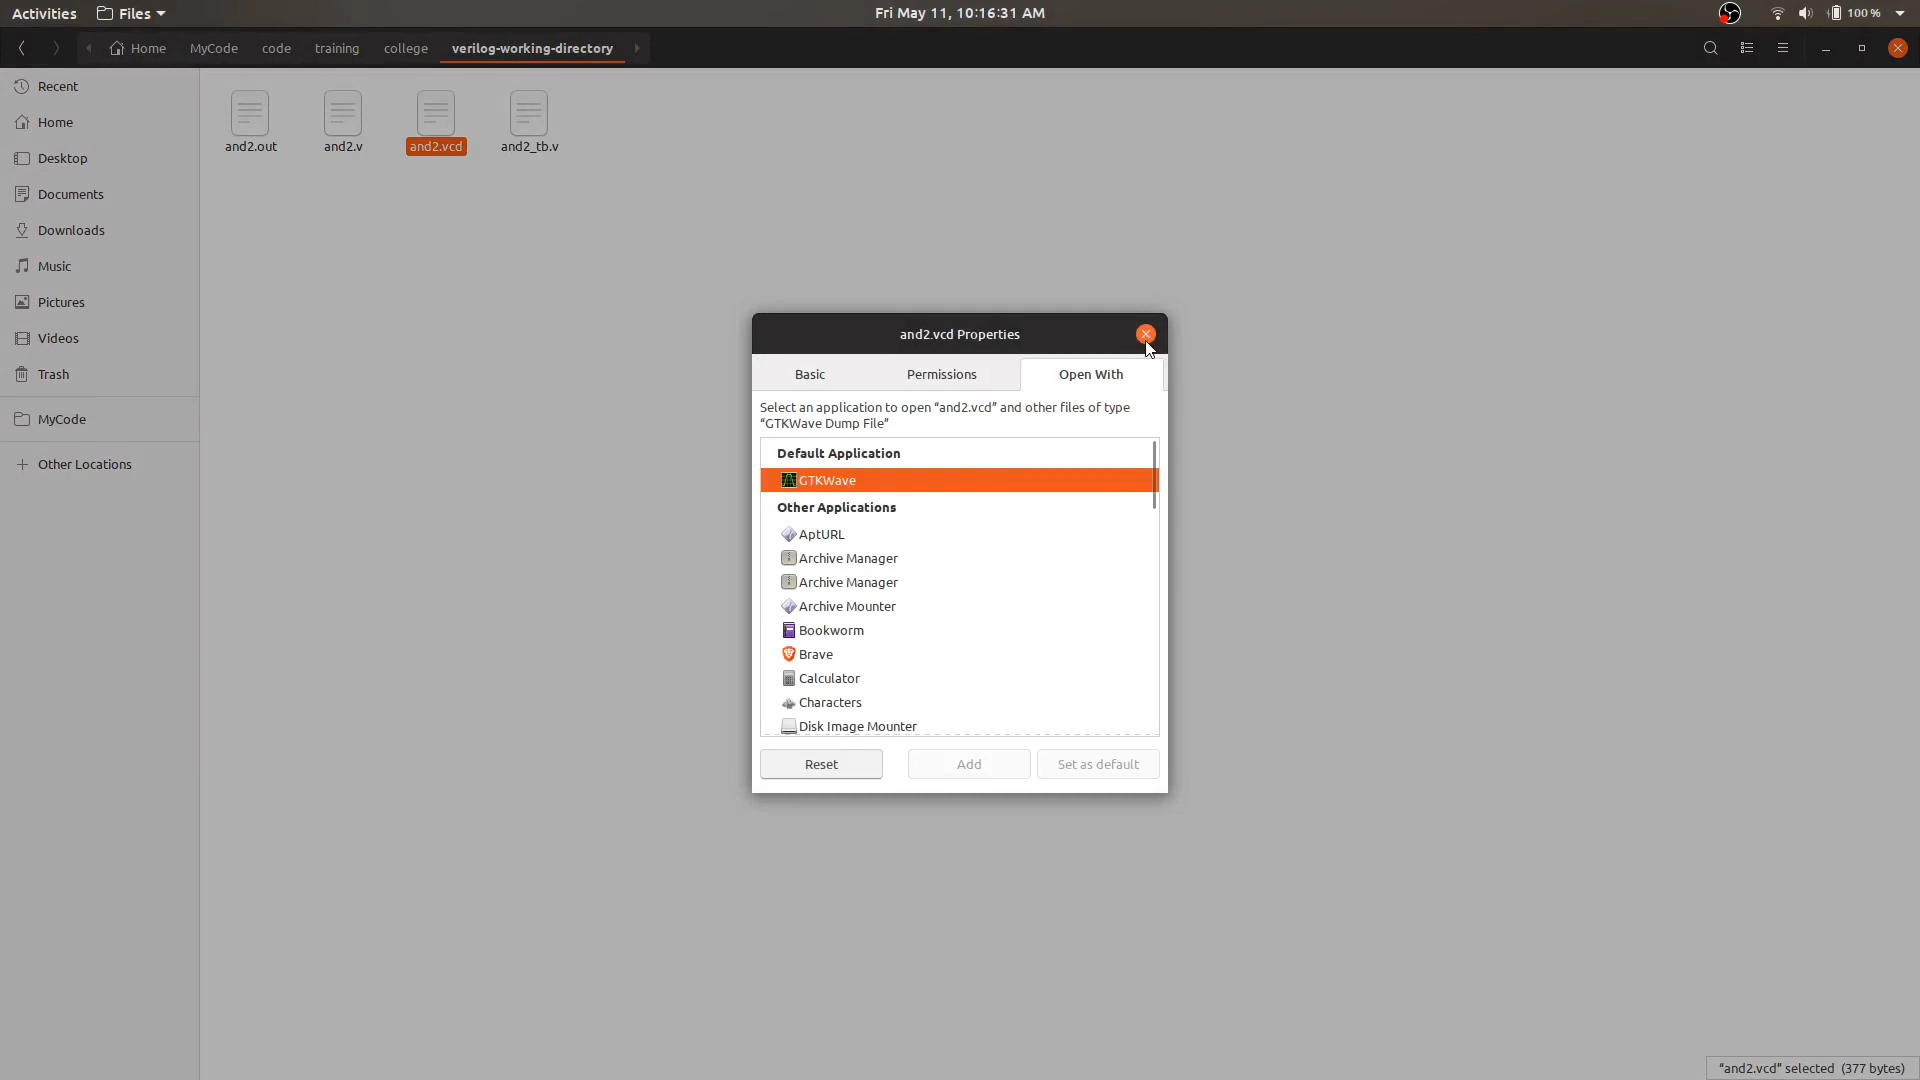 Activities
Files
Fri May 11, 10:16:31 AM
100 %
Home
MyCode
code
training
college
verilog-working-directory
Recent
Home
Desktop
Documents
Downloads
Music
Pictures
Videos
Trash
MyCode
Other Locations
and2.out
and2.v
and2.vcd
and2_tb.v
and2.vcd Properties
Basic
Permissions
Open With
Select an application to open “and2.vcd” and other files of type
“GTKWave Dump File”
Default Application
GTKWave
Other Applications
AptURL
Archive Manager
Archive Manager
Archive Mounter
Bookworm
Brave
Calculator
Characters
Disk Image Mounter
Reset
Add
Set as default
“and2.vcd” selected (377 bytes)